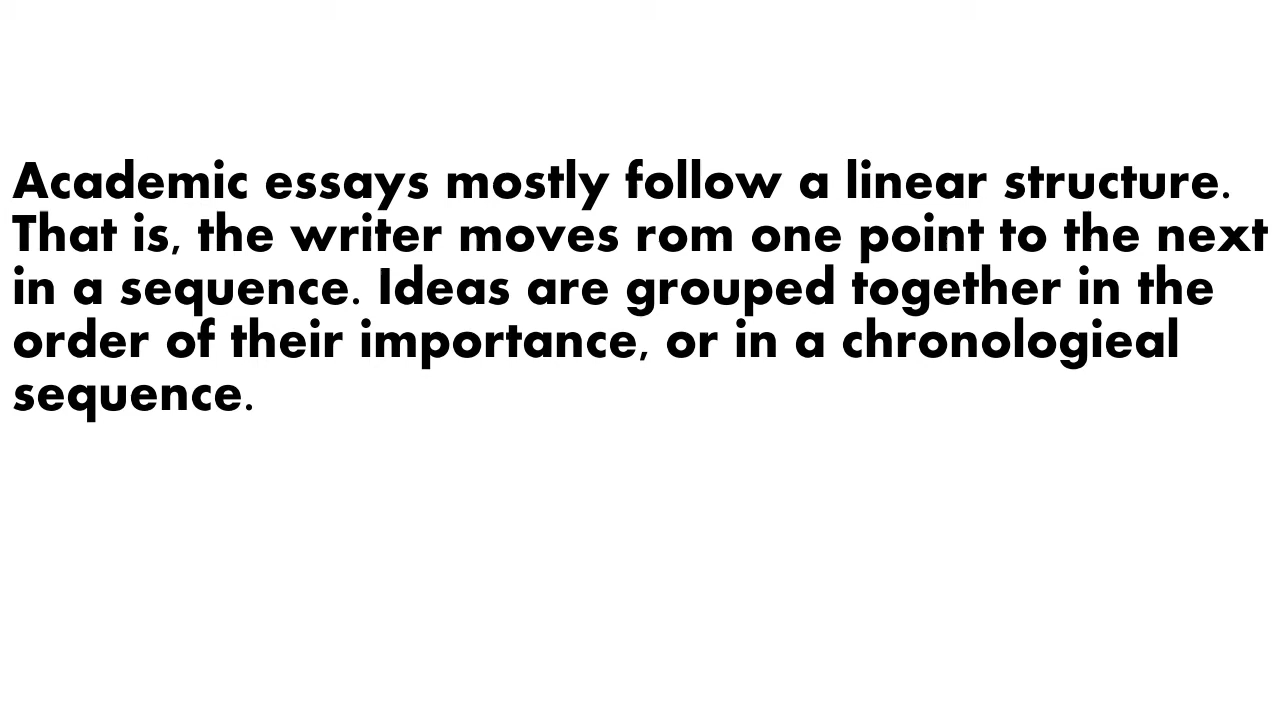 Academic essays mostly follow a linear structure.
That is, the writer moves rom one point to the next
in a sequence. Ideas are grouped together in the
order of their importance, or in a chronologieal
sequence.